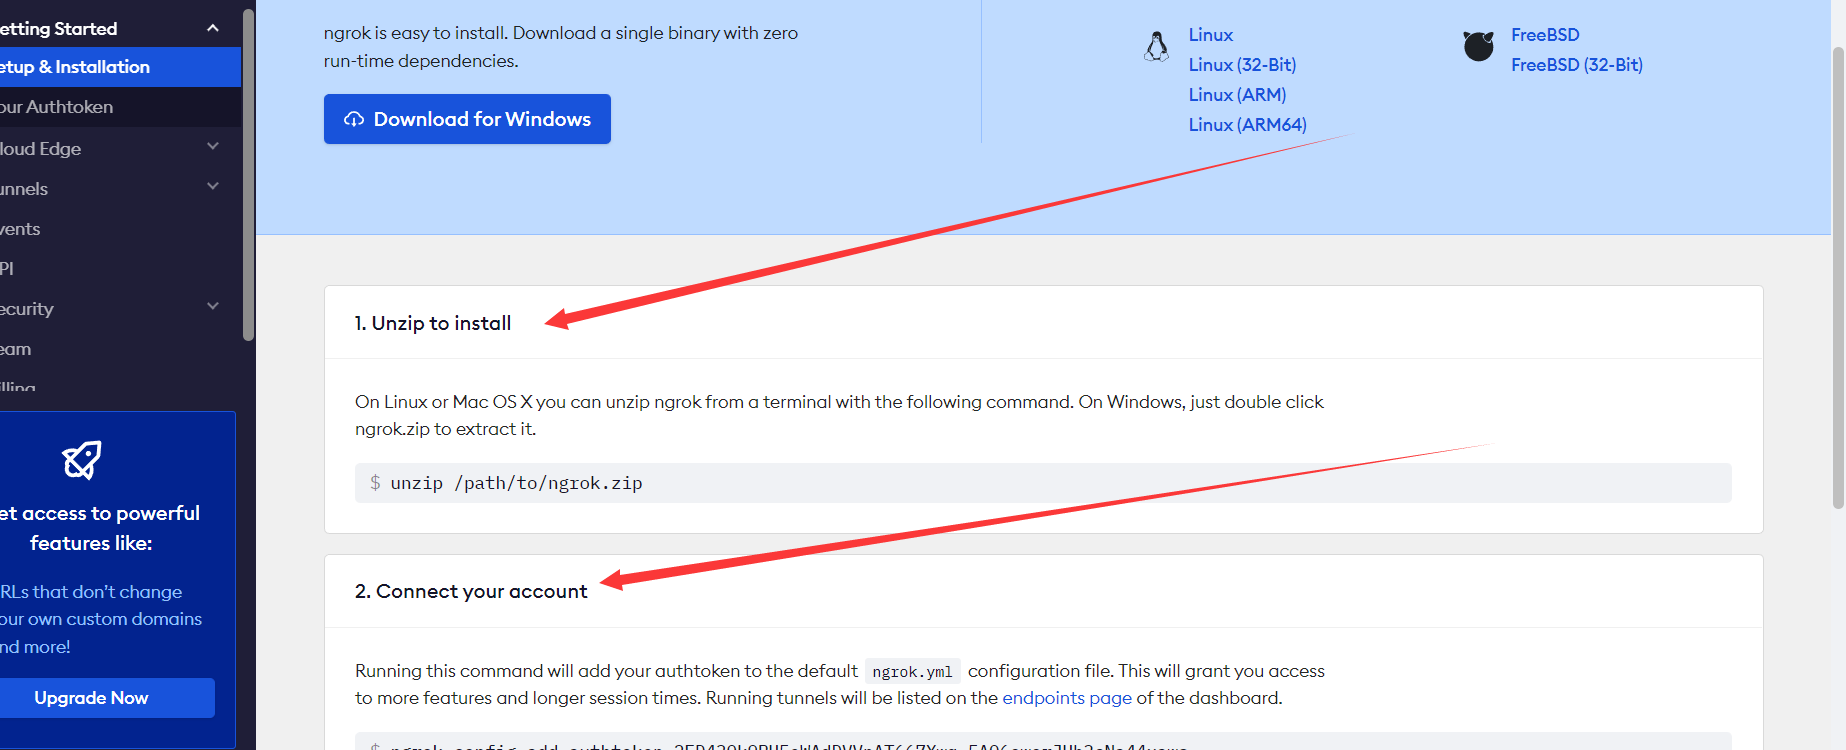 etting Started
etup & Installation
our Authtoken
loud Edge
unnels
vents
PI
ecurity
eam
illing
et access to powerful
features like:
RLs that don't change
our own custom domains
nd more!
Upgrade Now
ngrok is easy to install. Download a single binary with zero
run-time dependencies.
Download for Windows
Linux
Linux (32-Bit)
Linux (ARM)
Linux (ARM64)
FreeBSD
FreeBSD (32-Bit)
1. Unzip to install
On Linux or Mac OS X you can unzip ngrok from a terminal with the following command. On Windows, just double click
ngrok.zip to extract it.
$ unzip /path/to/ngrok.zip
2. Connect your account
Running this command will add your authtoken to the default ngrok.yml configuration file. This will grant you access
to more features and longer session times. Running tunnels will be listed on the endpoints page of the dashboard.
$ ngrok config add-authtoken